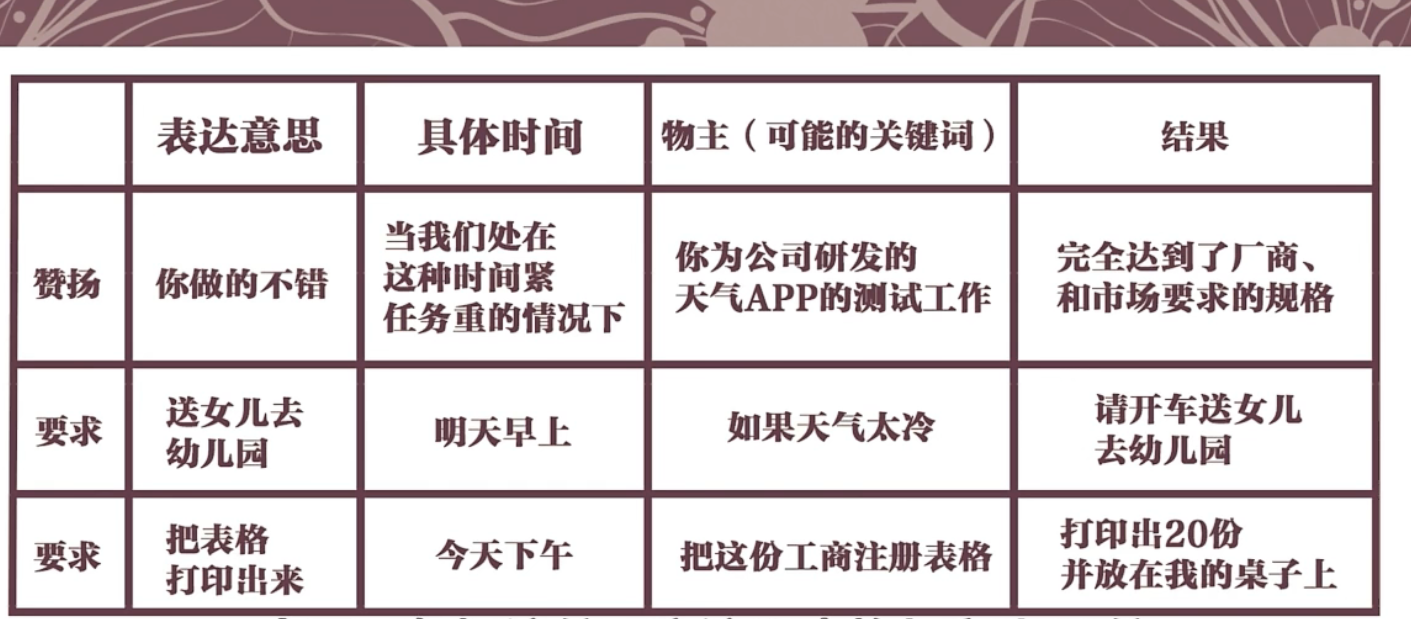 表达意思
具体时间
物主（可能的关键词）
结果
赞扬
你做的不错
当我们处在
这种时间紧
任务重的情况下
你为公司研发的
天气APP的测试工作
完全达到了厂商、
和市场要求的规格
要求
送女儿去
幼儿园
明天早上
如果天气太冷
请开车送女儿
去幼儿园
要求
把表格
打印出来
今天下午
把这份工商注册表格
打印出20份
并放在我的桌子上